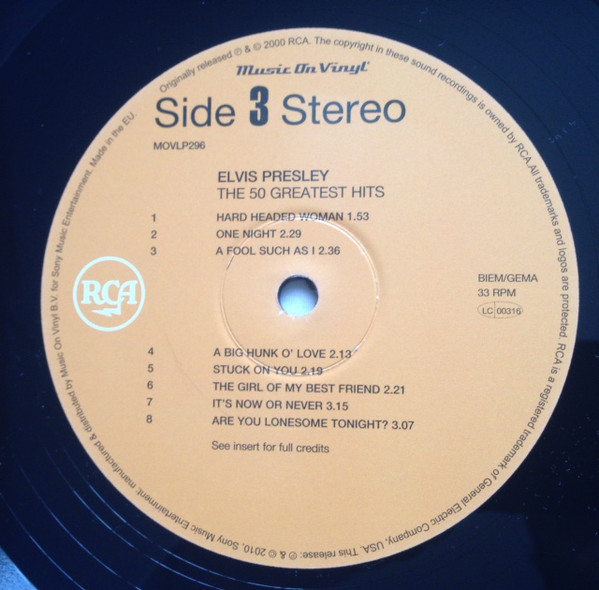 Music On Vinyl
Side 3 Stereo
MOVLP296
ELVIS PRESLEY
THE 50 GREATEST HITS
1 HARD HEADED WOMAN 1.53
2 ONE NIGHT 2.29
3 A FOOL SUCH AS I 2.36
RCA
BIEM/GEMA
33 RPM
LC 00316
4 A BIG HUNK O' LOVE 2.13
5 STUCK ON YOU 2.19
6 THE GIRL OF MY BEST FRIEND 2.21
7 IT'S NOW OR NEVER 3.15
8 ARE YOU LONESOME TONIGHT? 3.07
See insert for full credits
Originally released ℗ & © 2000 RCA. The copyright in these sound recordings is owned by RCA.All trademarks and logos are protected. RCA is a registered trademark of General Electric Company, USA. This release: ℗ & © 2010, Sony Music Entertainment. manufactured & distributed by Music On Vinyl B.V. for Sony Music Entertainment. Made in the EU.